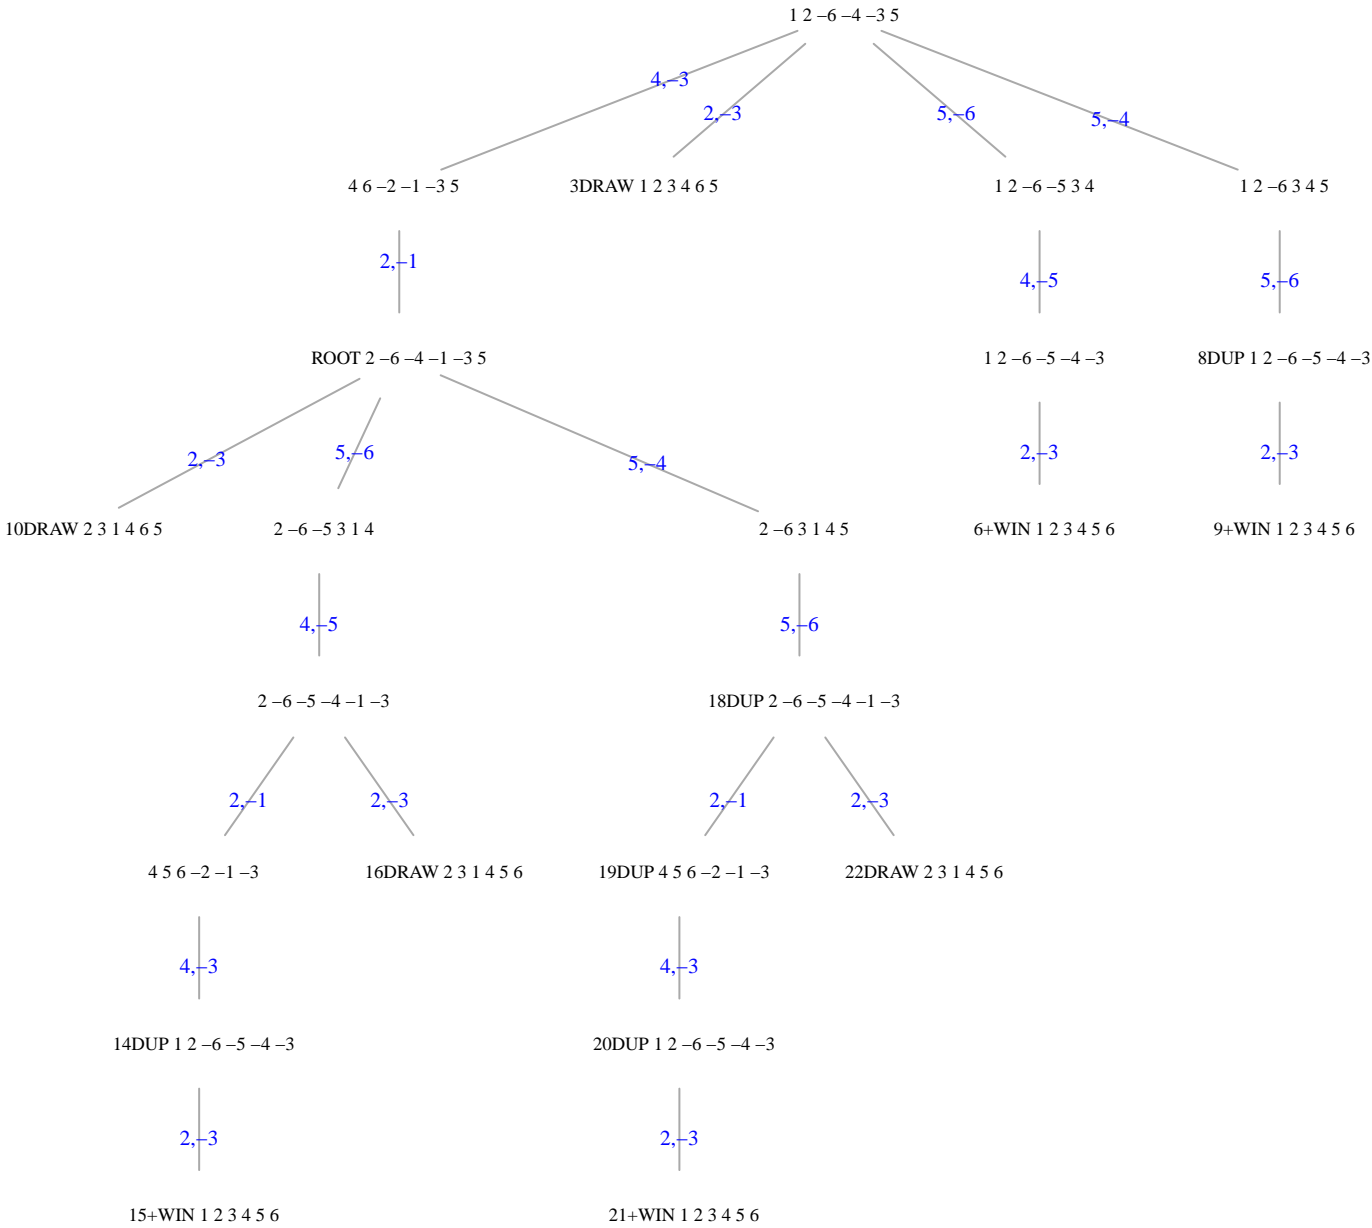 1 2 –6 –4 –3 5
4,–3
2,–3
5,–6
5,–4
4 6 –2 –1 –3 5
3DRAW 1 2 3 4 6 5
1 2 –6 –5 3 4
1 2 –6 3 4 5
2,–1
4,–5
5,–6
ROOT 2 –6 –4 –1 –3 5
1 2 –6 –5 –4 –3
8DUP 1 2 –6 –5 –4 –3
2,–3
5,–6
5,–4
2,–3
2,–3
10DRAW 2 3 1 4 6 5
2 –6 –5 3 1 4
2 –6 3 1 4 5
6+WIN 1 2 3 4 5 6
9+WIN 1 2 3 4 5 6
4,–5
5,–6
2 –6 –5 –4 –1 –3
18DUP 2 –6 –5 –4 –1 –3
2,–1
2,–3
2,–1
2,–3
4 5 6 –2 –1 –3
16DRAW 2 3 1 4 5 6
19DUP 4 5 6 –2 –1 –3
22DRAW 2 3 1 4 5 6
4,–3
4,–3
14DUP 1 2 –6 –5 –4 –3
20DUP 1 2 –6 –5 –4 –3
2,–3
2,–3
15+WIN 1 2 3 4 5 6
21+WIN 1 2 3 4 5 6